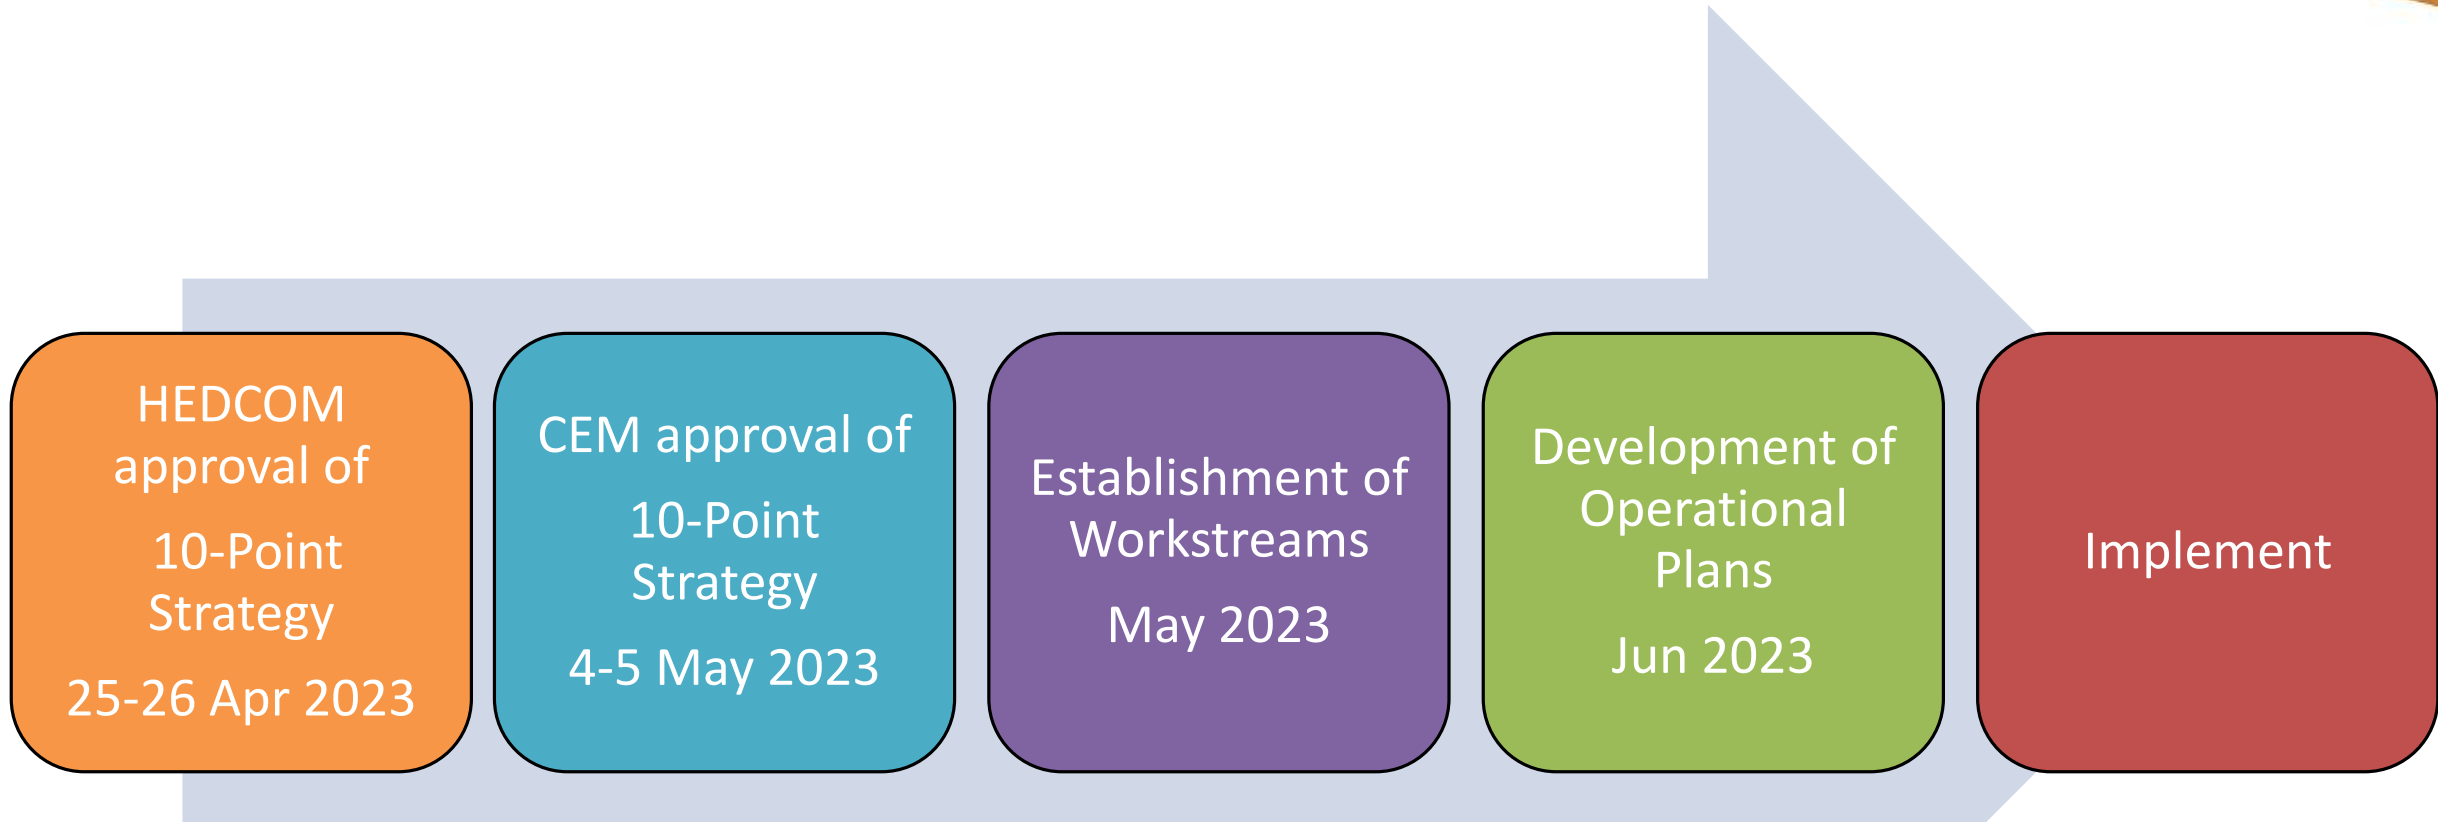 HEDCOM
approval of
10-Point
Strategy
25-26 Apr 2023
CEM approval of
10-Point
Strategy
4-5 May 2023
Establishment of
Workstreams
May 2023
Development of
Operational
Plans
Jun 2023
Implement